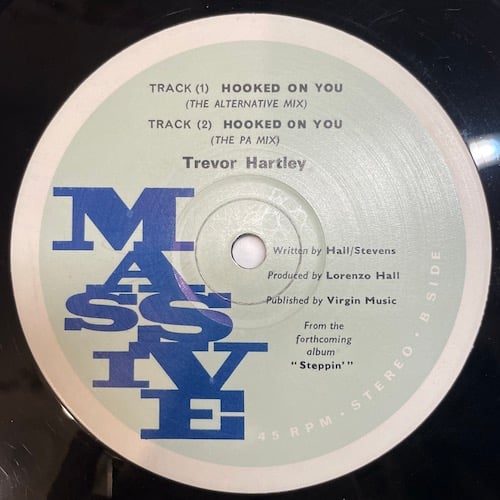 TRACK (1) HOOKED ON YOU
(THE ALTERNATIVE MIX)
TRACK (2) HOOKED ON YOU
(THE PA MIX)
Trevor Hartley
MASSIVE
Written by Hall/Stevens
Produced by Lorenzo Hall
Published by Virgin Music
From the
forthcoming
album
"Steppin'"
45 RPM · STEREO · B SIDE